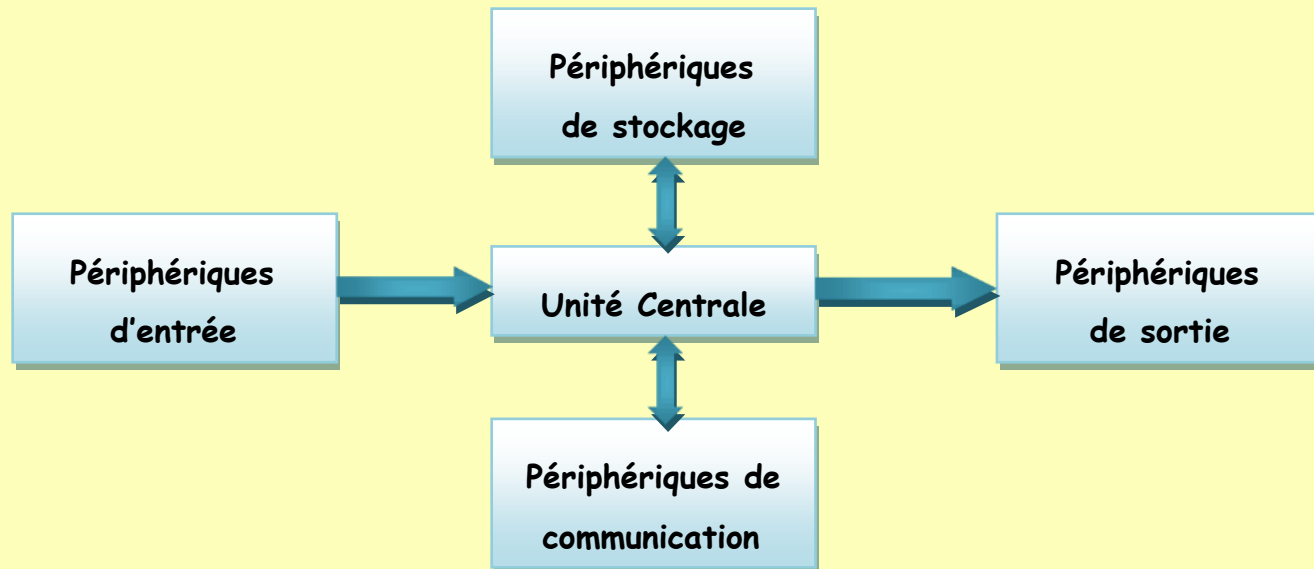 Périphériques
de stockage
Périphériques
d'entrée
Unité Centrale
Périphériques
de sortie
Périphériques de
communication